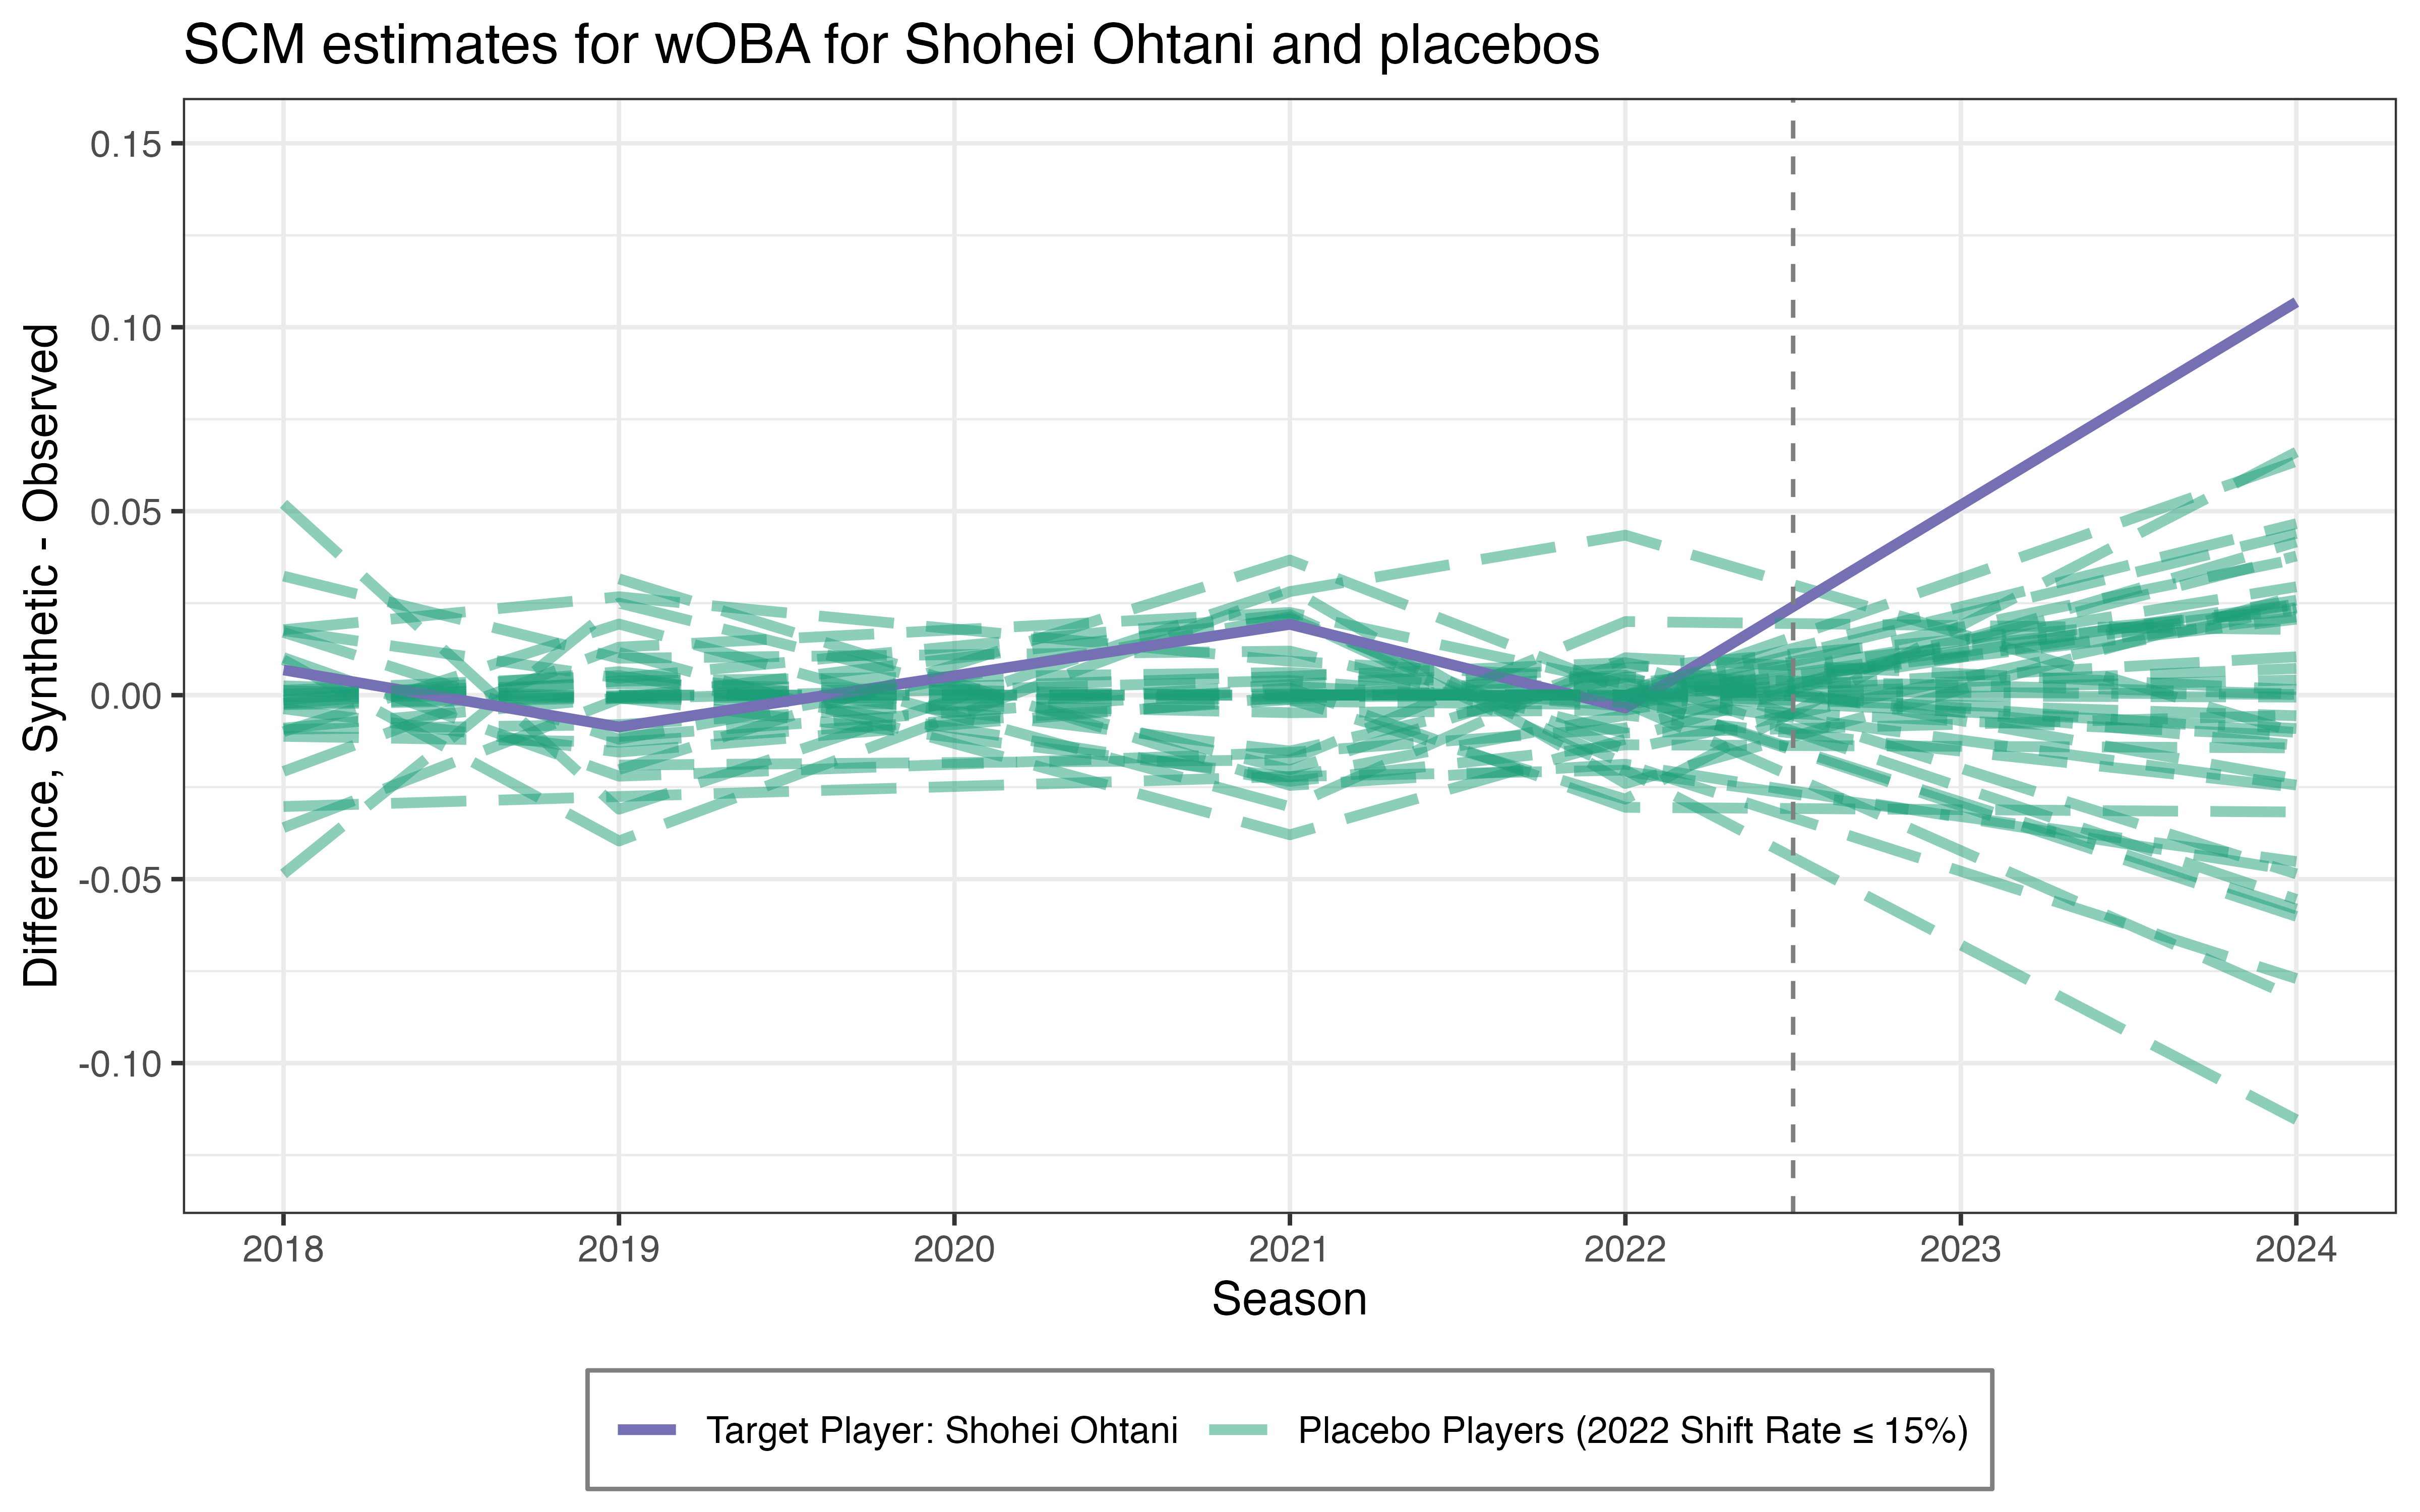 SCM estimates for wOBA for Shohei Ohtani and placebos
Difference, Synthetic - Observed
0.15
0.10
0.05
0.00
-0.05
-0.10
2018 2019 2020 2021 2022 2023 2024
Season
Target Player: Shohei Ohtani Placebo Players (2022 Shift Rate ≤ 15%)